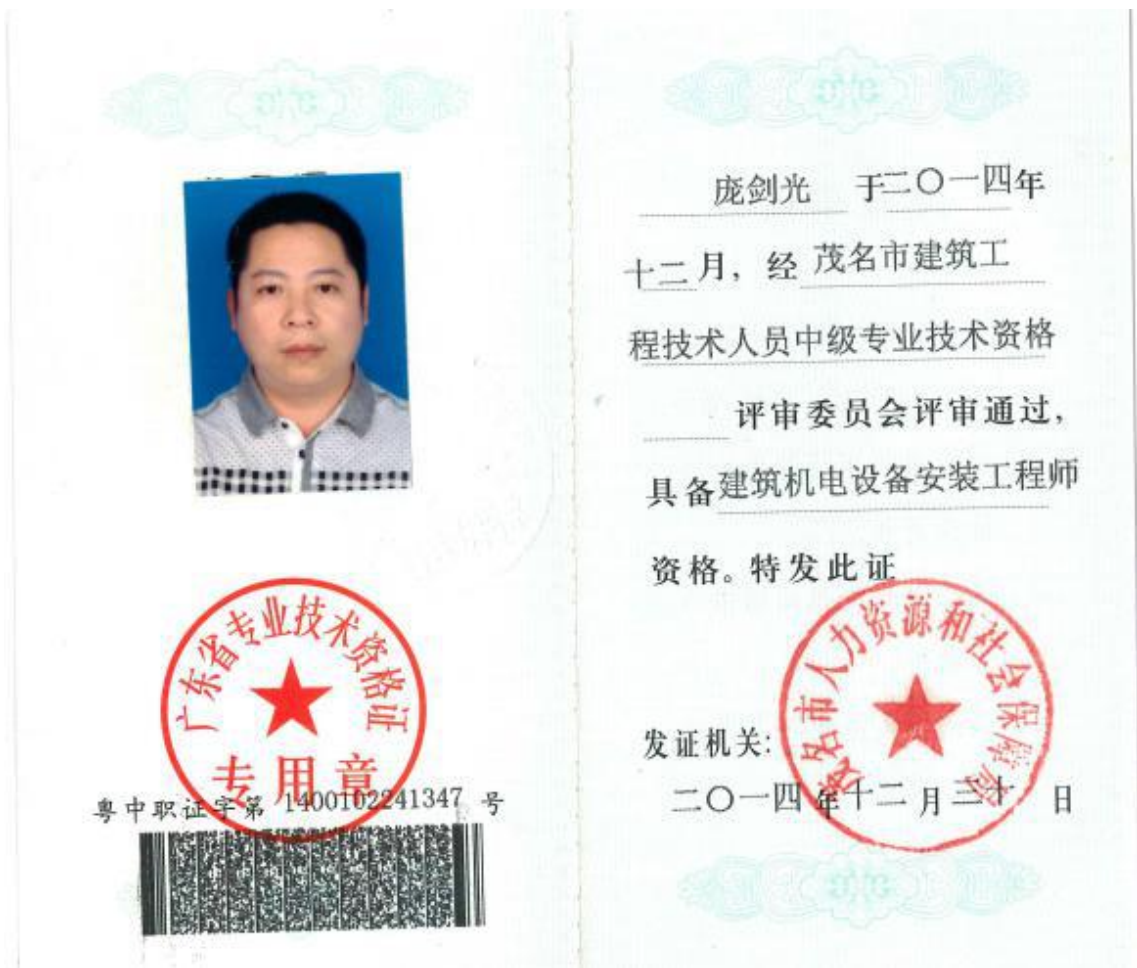 广东省专业技术资格证
专用章
粤中职证字第 1400102241347 号
庞剑光 于二〇一四年
十二月，经 茂名市建筑工
程技术人员中级专业技术资格
评审委员会评审通过，
具备建筑机电设备安装工程师
资格。特发此证
茂名市人力资源和社会保障局
发证机关：
二〇一四年十二月三十日